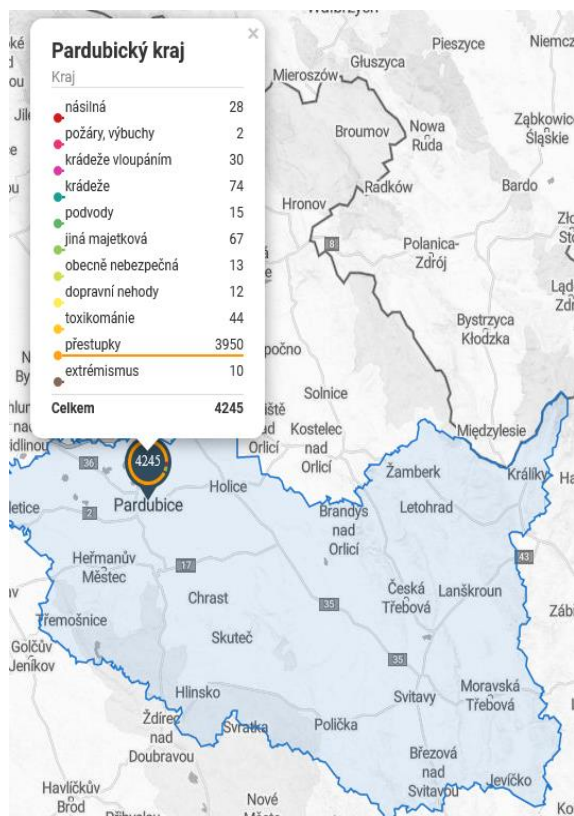 ×
Pardubický kraj
Kraj
násilná 28
požáry, výbuchy 2
krádeže vloupáním 30
krádeže 74
podvody 15
jiná majetková 67
obecně nebezpečná 13
dopravní nehody 12
toxikománie 44
přestupky 3950
extrémismus 10
Celkem 4245
Pieszyce
Głuszyca
Mieroszów
Broumov
Nowa
Ruda
Ząbkowice
Śląskie
Radków
Bardo
Hronov
8
Polanica-
Zdrój
Bystrzyca
Kłodzka
Solnice
Kostelec
nad
Orlicí
Międzylesie
4245
36
Holice
Žamberk
Králíky
Pardubice
2
Letohrad
Brandýs
nad
Orlicí
Heřmanův
Městec
17
43
Chrast
35
Česká
Třebová
Lanškroun
Třemošnice
Skuteč
Golčův
Jeníkov
35
Hlinsko
Svitavy
Moravská
Třebová
Ždírec
nad
Doubravou
Svratka
Polička
Březová
nad
Svitavou
Jevíčko
Havlíčkův
Brod
Nové